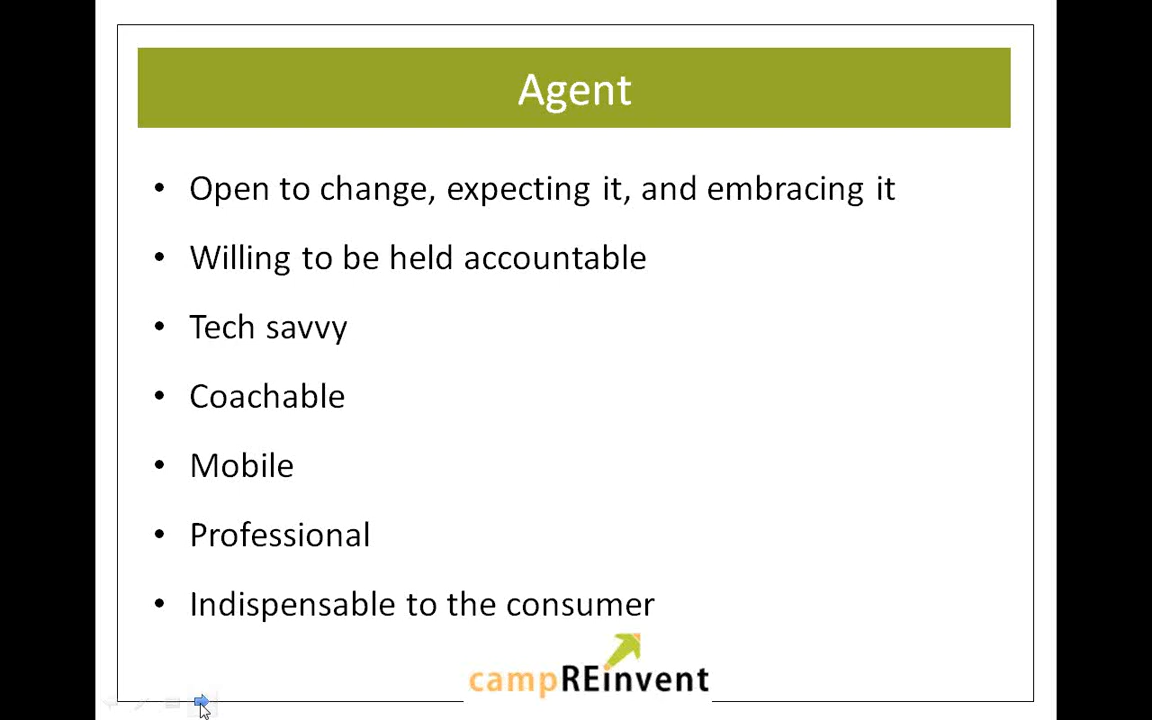 Agent
• Open to change, expecting it, and embracing it
• Willing to be held accountable
• Tech savvy
• Coachable
• Mobile
• Professional
• Indispensable to the consumer
campREinvent